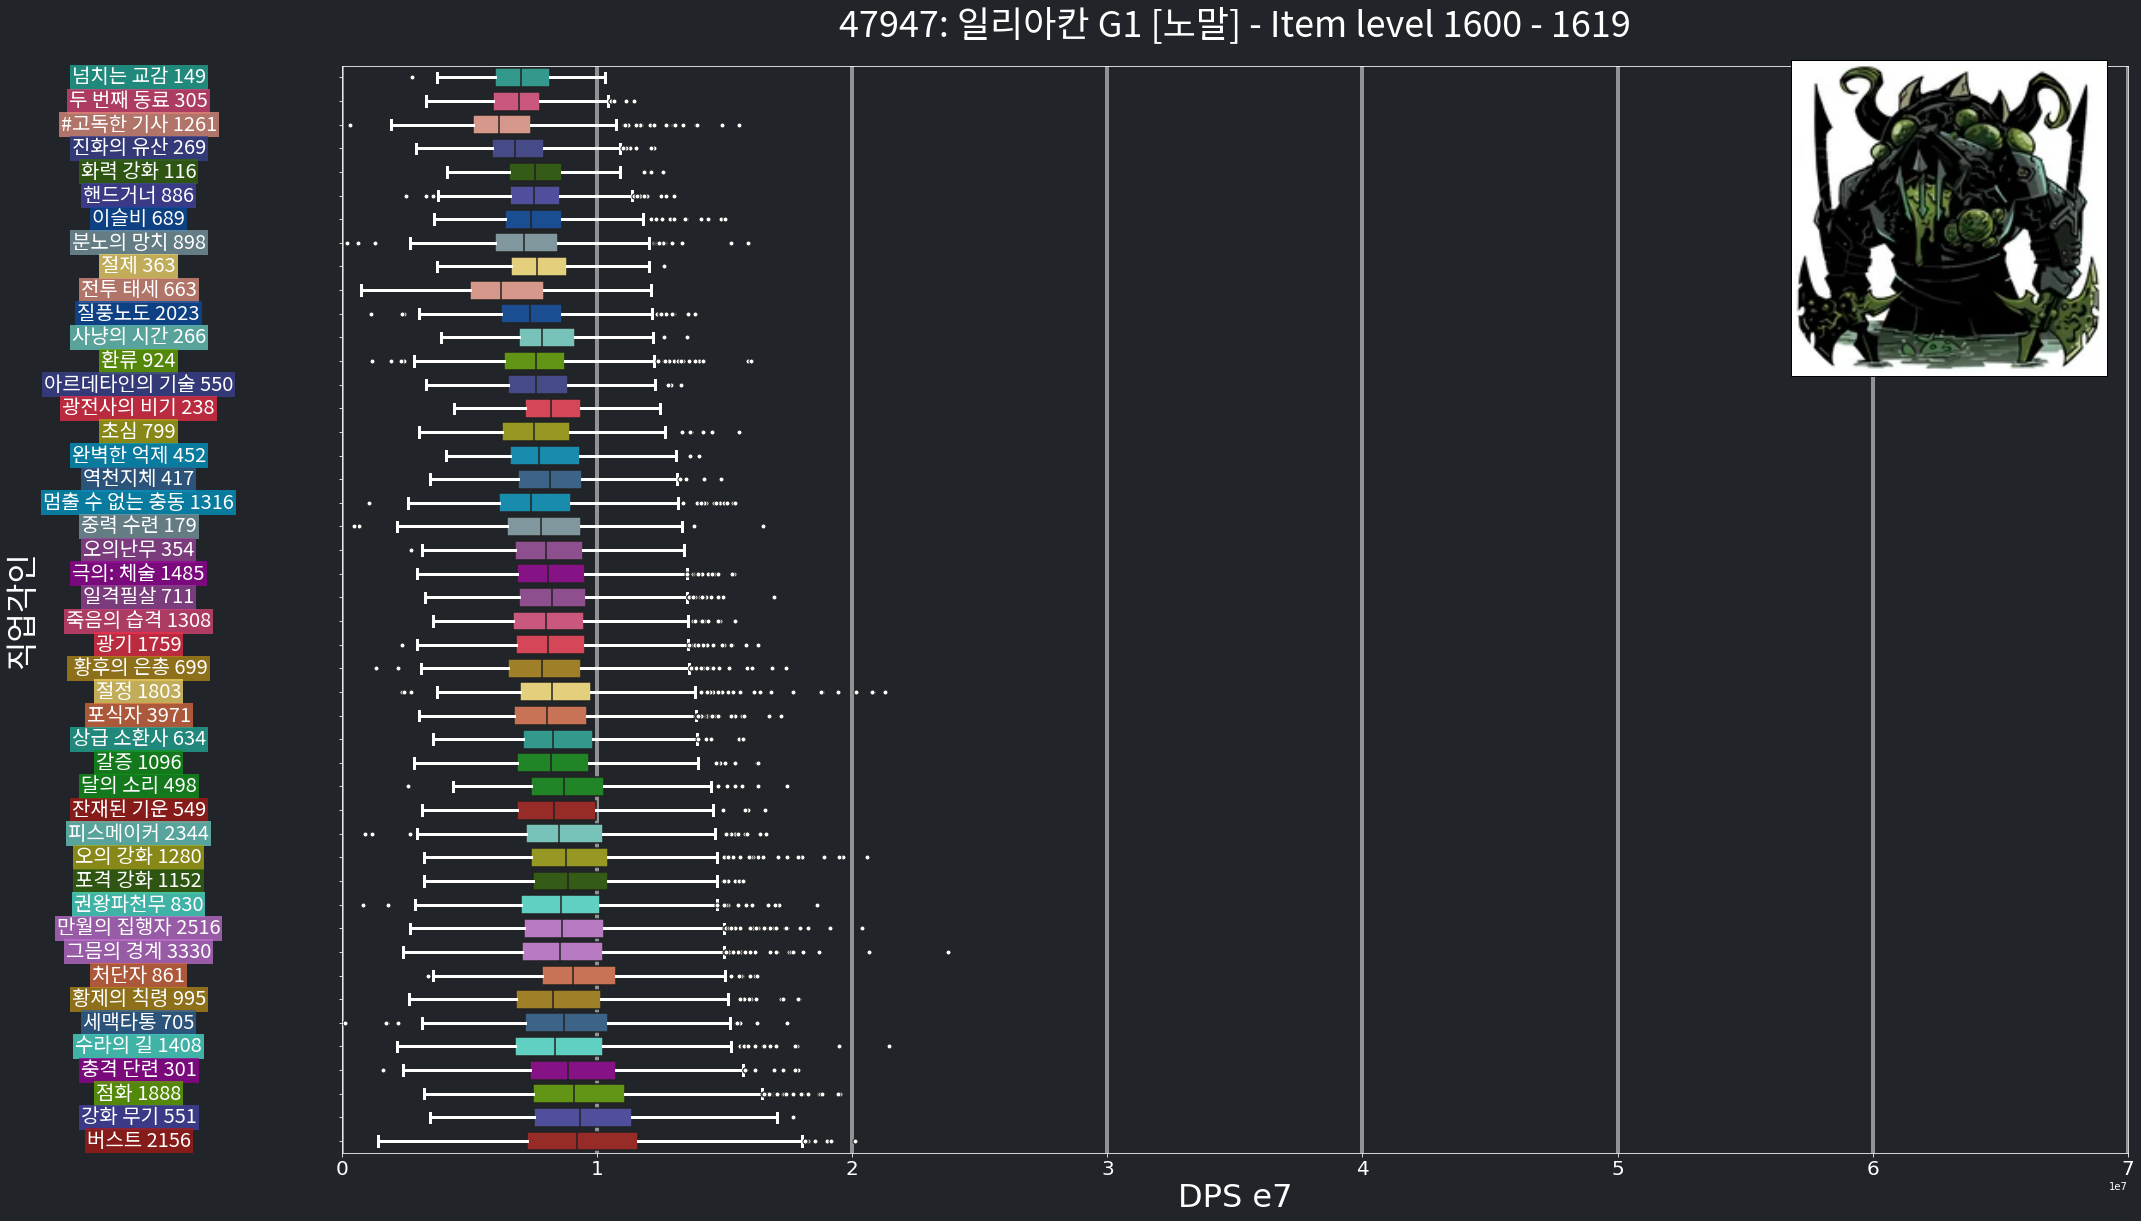 47947: 일리아칸 G1 [노말] - Item level 1600 - 1619
직업각인
넘치는 교감 149
두 번째 동료 305
#고독한 기사 1261
진화의 유산 269
화력 강화 116
핸드거너 886
이슬비 689
분노의 망치 898
절제 363
전투 태세 663
질풍노도 2023
사냥의 시간 266
환류 924
아르데타인의 기술 550
광전사의 비기 238
초심 799
완벽한 억제 452
역천지체 417
멈출 수 없는 충동 1316
중력 수련 179
오의난무 354
극의: 체술 1485
일격필살 711
죽음의 습격 1308
광기 1759
황후의 은총 699
절정 1803
포식자 3971
상급 소환사 634
갈증 1096
달의 소리 498
잔재된 기운 549
피스메이커 2344
오의 강화 1280
포격 강화 1152
권왕파천무 830
만월의 집행자 2516
그믐의 경계 3330
처단자 861
황제의 칙령 995
세맥타통 705
수라의 길 1408
충격 단련 301
점화 1888
강화 무기 551
버스트 2156
0 1 2 3 4 5 6 7
1e7
DPS e7